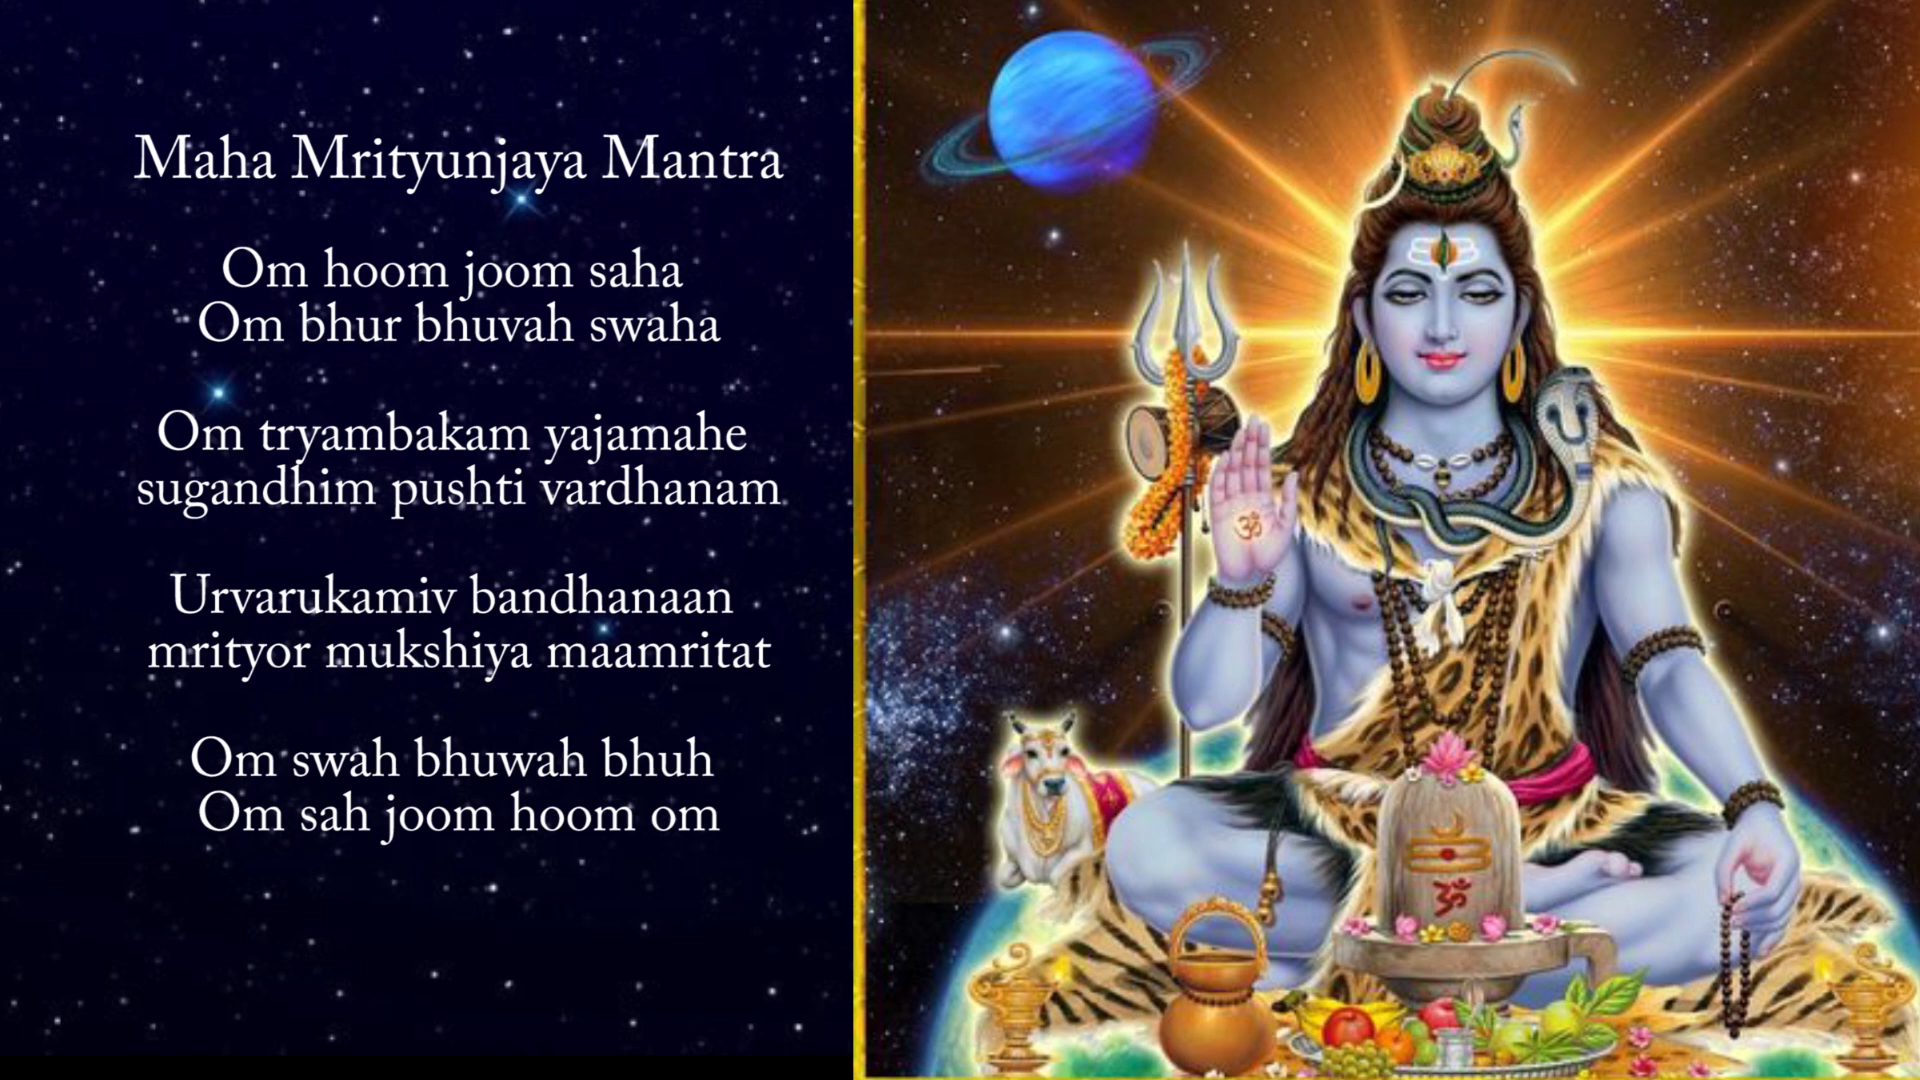 Maha Mrityunjaya Mantra
Om hoom joom saha
Om bhur bhuvah swaha
Om tryambakam yajamahe
sugandhim pushti vardhanam
Urvarukamiv bandhanaan
mrityor mukshiya maamritat
Om swah bhuwah bhuh
Om sah joom hoom om
ॐ
ॐ